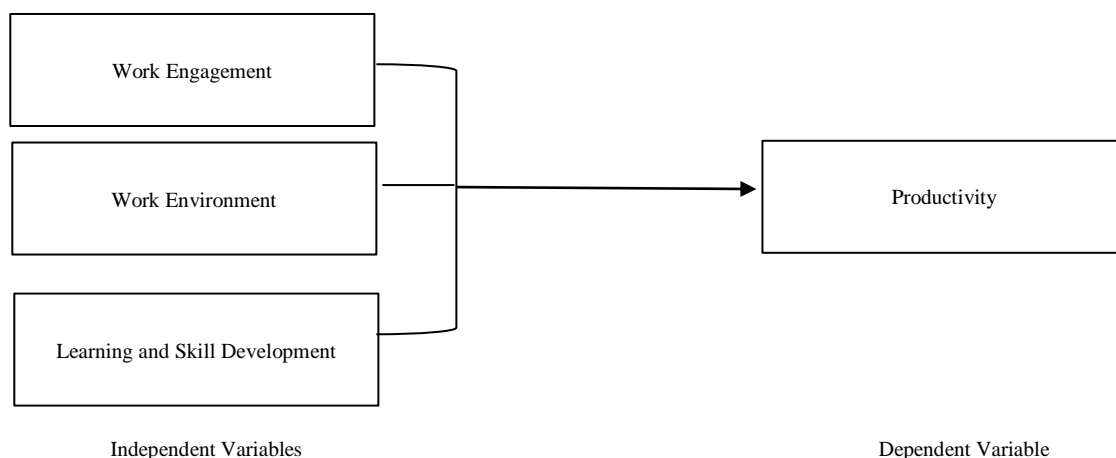 Work Engagement
Work Environment
Productivity
Learning and Skill Development
Independent Variables
Dependent Variable